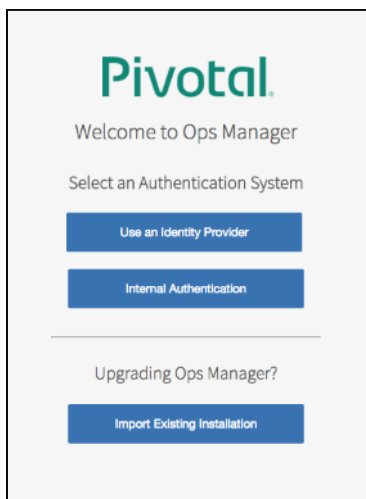 Pivotal
Welcome to Ops Manager
Select an Authentication System
Use an Identity Provider
Internal Authentication
Upgrading Ops Manager?
Import Existing Installation